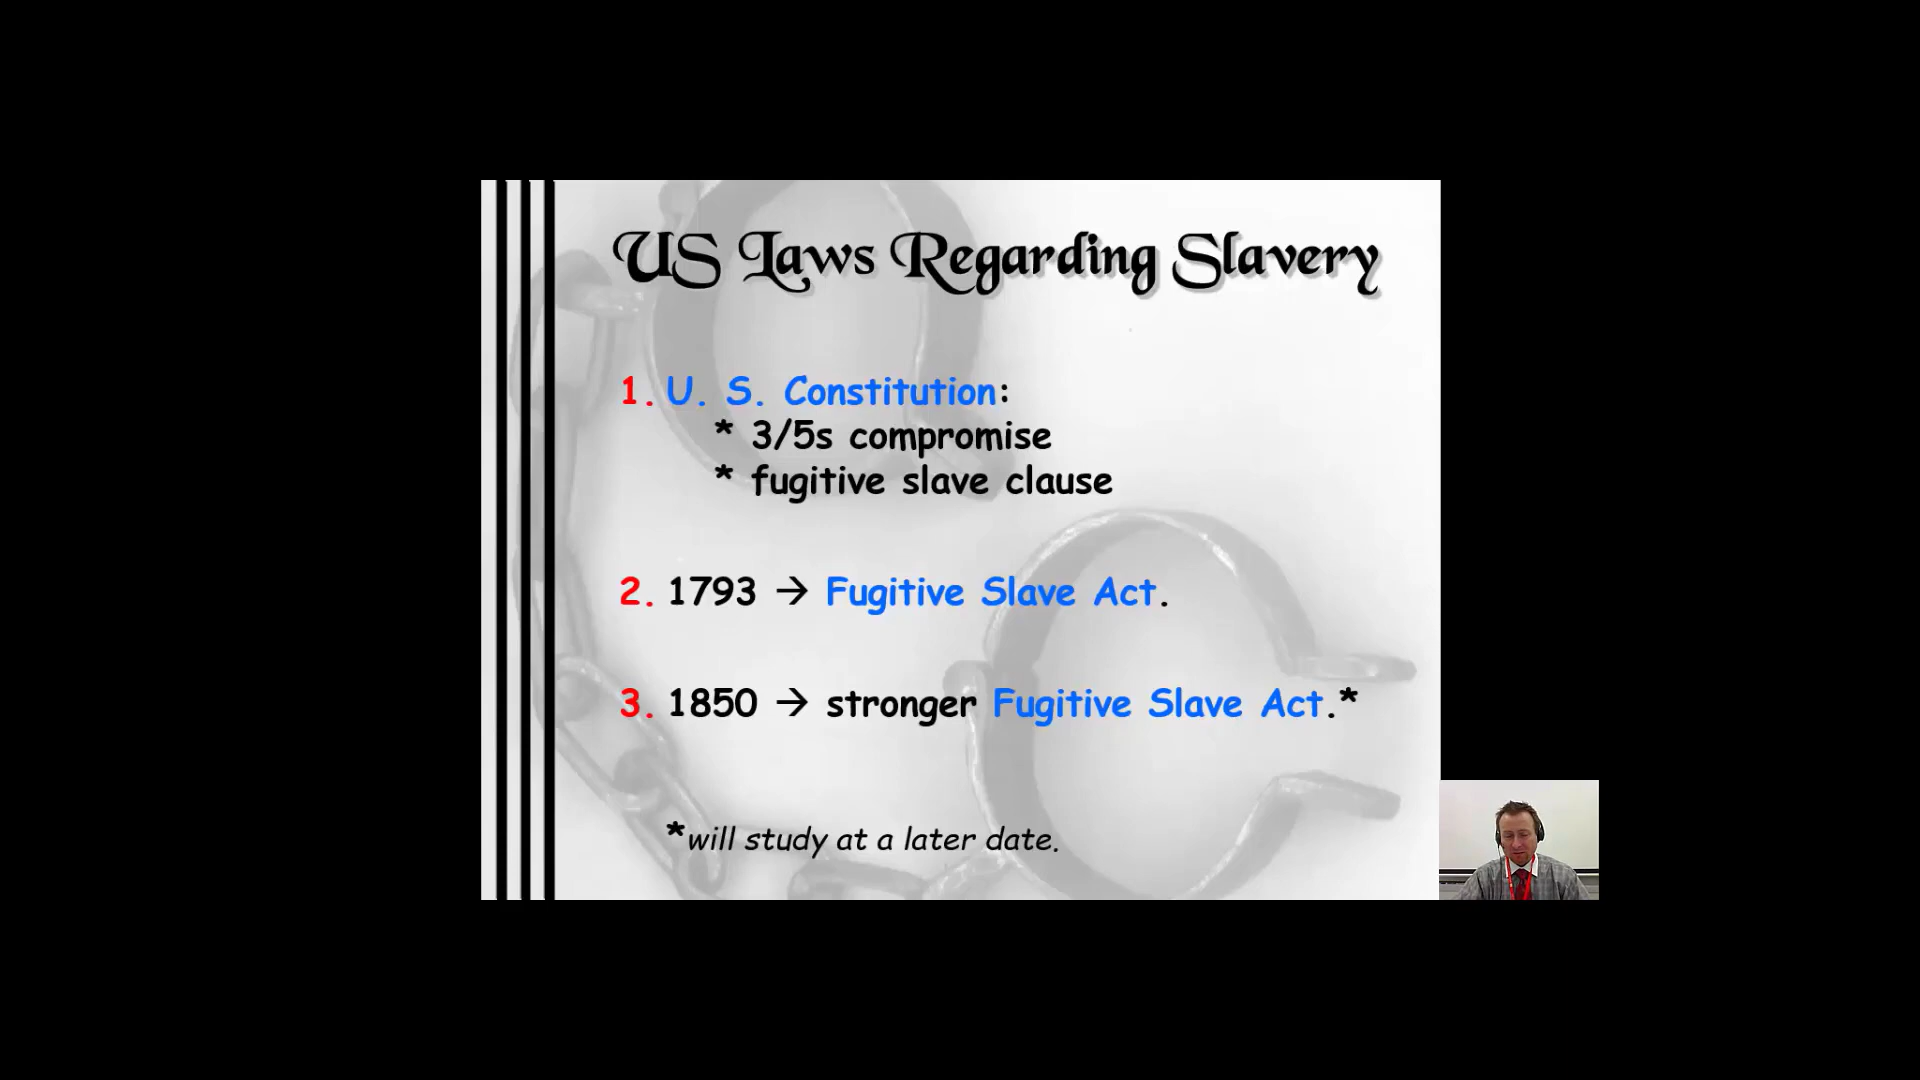 US Laws Regarding Slavery
1. U. S. Constitution:
* 3/5s compromise
* fugitive slave clause
2. 1793 → Fugitive Slave Act.
3. 1850 → stronger Fugitive Slave Act.*
*will study at a later date.